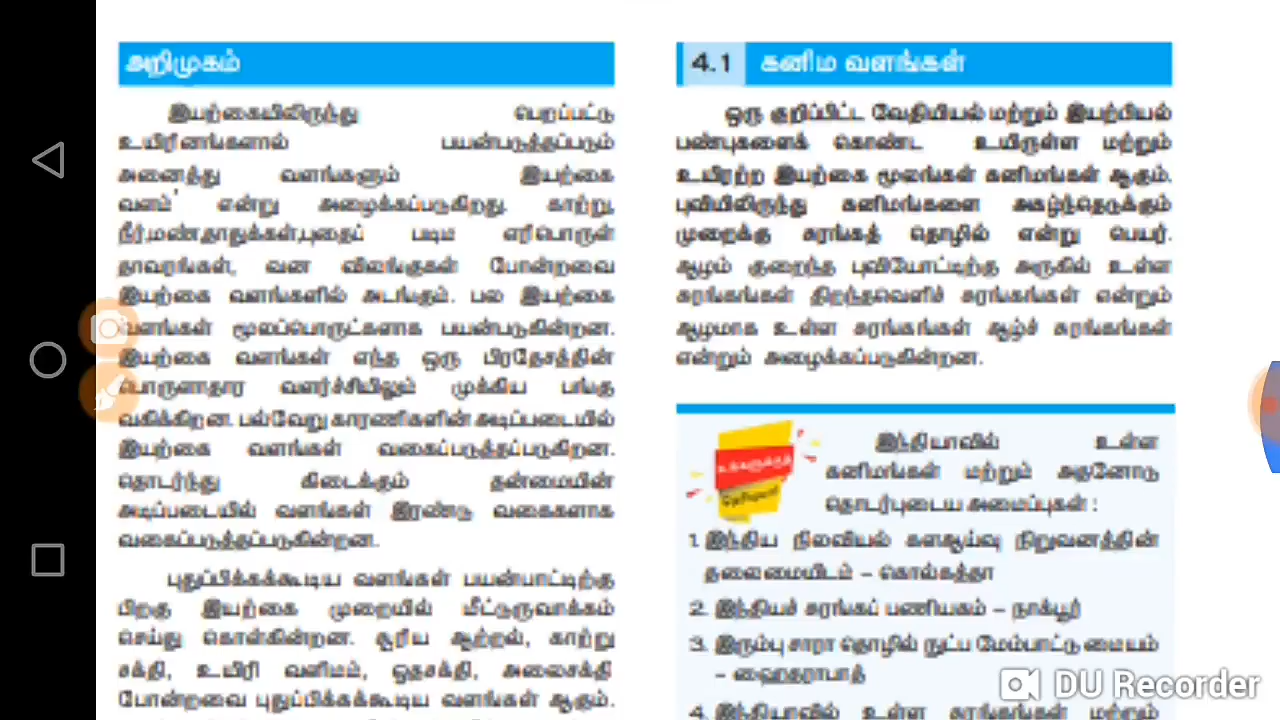 அறிமுகம்
இயற்கையிலிருந்து பெறப்பட்டு
உயிரினங்களால் பயன்படுத்தப்படும்
அனைத்து வளங்களும் இயற்கை
வளம்' என்று அழைக்கப்படுகிறது. காற்று,
நீர்,மண்,தாதுக்கள்,புதைப் படிம எரிபொருள்
தாவரங்கள், வன விலங்குகள் போன்றவை
இயற்கை வளங்களில் அடங்கும். பல இயற்கை
வளங்கள் மூலப்பொருட்களாக பயன்படுகின்றன.
இயற்கை வளங்கள் எந்த ஒரு பிரதேசத்தின்
பொருளாதார வளர்ச்சியிலும் முக்கிய பங்கு
வகிக்கிறன. பல்வேறு காரணிகளின் அடிப்படையில்
இயற்கை வளங்கள் வகைப்படுத்தப்படுகிறன.
தொடர்ந்து கிடைக்கும் தன்மையின்
அடிப்படையில் வளங்கள் இரண்டு வகைகளாக
வகைப்படுத்தப்படுகின்றன.
புதுப்பிக்கக்கூடிய வளங்கள் பயன்பாட்டிற்கு
பிறகு இயற்கை முறையில் மீட்டுருவாக்கம்
செய்து கொள்கின்றன. சூரிய ஆற்றல், காற்று
சக்தி, உயிரி வளிமம், ஓதசக்தி, அலைசக்தி
போன்றவை புதுப்பிக்கக்கூடிய வளங்கள் ஆகும்.
4.1 கனிம வளங்கள்
ஒரு குறிப்பிட்ட வேதியியல் மற்றும் இயற்பியல்
பண்புகளைக் கொண்ட உயிருள்ள மற்றும்
உயிரற்ற இயற்கை மூலங்கள் கனிமங்கள் ஆகும்.
புவியிலிருந்து கனிமங்களை அகழ்ந்தெடுக்கும்
முறைக்கு சுரங்கத் தொழில் என்று பெயர்.
ஆழம் குறைந்த புவியோட்டிற்கு அருகில் உள்ள
சுரங்கங்கள் திறந்தவெளிச் சுரங்கங்கள் என்றும்
ஆழமாக உள்ள சுரங்கங்கள் ஆழ்ச் சுரங்கங்கள்
என்றும் அழைக்கப்படுகின்றன.
உங்களுக்குத்
தெரியுமா
இந்தியாவில் உள்ள
கனிமங்கள் மற்றும் அதனோடு
தொடர்புடைய அமைப்புகள் :
1. இந்திய நிலவியல் களஆய்வு நிறுவனத்தின்
தலைமையிடம் – கொல்கத்தா
2. இந்தியச் சுரங்கப் பணியகம் – நாக்பூர்
3. இரும்பு சாரா தொழில் நுட்ப மேம்பாட்டு மையம்
– ஹைதராபாத்
4. இந்தியாவில் உள்ள சுரங்கங்கள் மற்றும்
DU Recorder